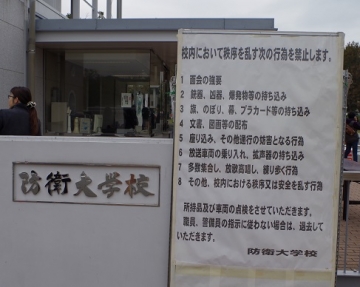 校内において秩序を乱す次の行為を禁止します。
1 面会の強要
2 銃器、凶器、爆発物等の持ち込み
3 旗、のぼり、幕、プラカード等の持ち込み
4 文書、図画等の配布
5 座り込み、その他通行の妨害となる行為
6 放送車両の乗り入れ、拡声器の持ち込み
7 多数集合し、放歌高唱し、練り歩く行為
8 その他、校内における秩序又は安全を乱す行為
所持品及び車両の点検をさせていただきます。
職員、警備員の指示に従わない場合は、退去して
いただきます。
防衛大学校
防衛大学校